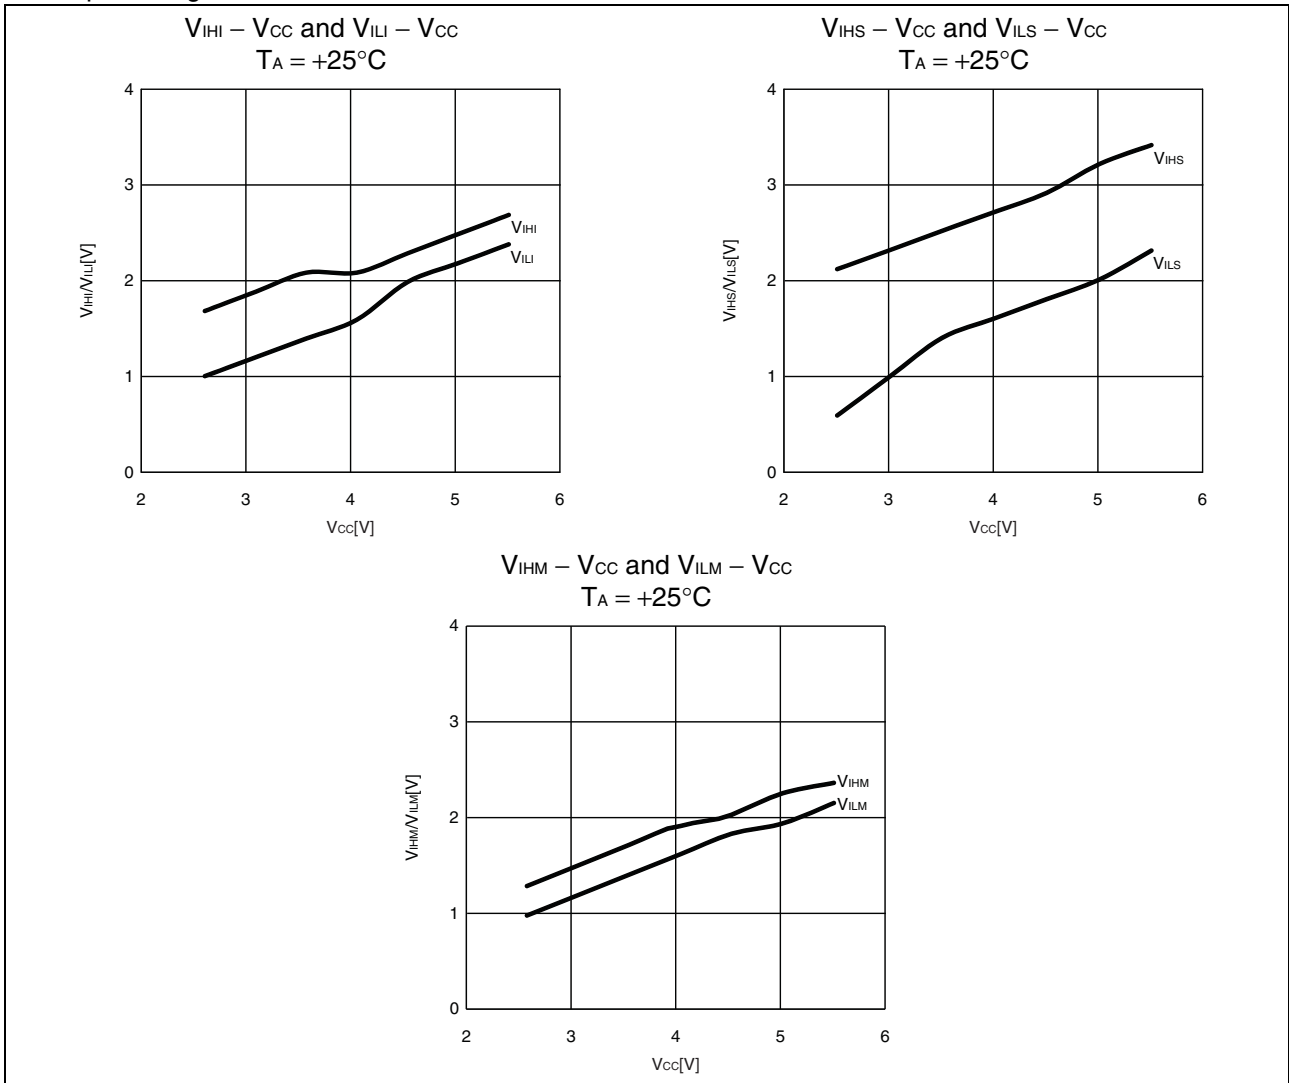 VIHI – VCC and VILI – VCC
TA = +25°C
VIHI/VILI[V]
4
3
2
1
0
2 3 4 5 6
VCC[V]
VIHI
VILI
VIHS – VCC and VILS – VCC
TA = +25°C
VIHS/VILS[V]
4
3
2
1
0
2 3 4 5 6
VCC[V]
VIHS
VILS
VIHM – VCC and VILM – VCC
TA = +25°C
VIHM/VILM[V]
4
3
2
1
0
2 3 4 5 6
VCC[V]
VIHM
VILM